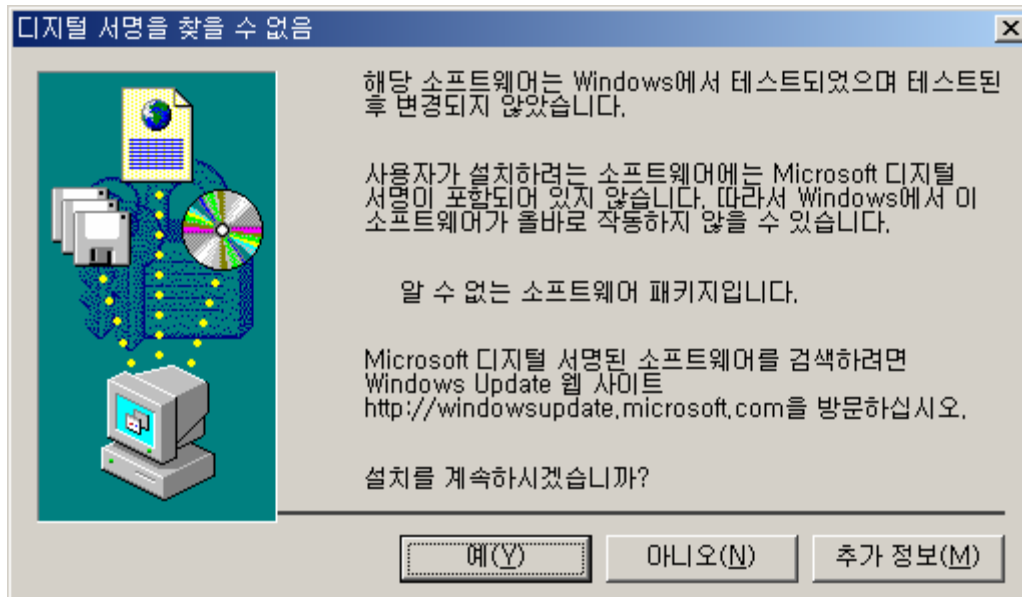 디지털 서명을 찾을 수 없음
해당 소프트웨어는 Windows에서 테스트되었으며 테스트된
후 변경되지 않았습니다.
사용자가 설치하려는 소프트웨어에는 Microsoft 디지털
서명이 포함되어 있지 않습니다. 따라서 Windows에서 이
소프트웨어가 올바로 작동하지 않을 수 있습니다.
알 수 없는 소프트웨어 패키지입니다.
Microsoft 디지털 서명된 소프트웨어를 검색하려면
Windows Update 웹 사이트
http://windowsupdate.microsoft.com을 방문하십시오.
설치를 계속하시겠습니까?
예(Y)
아니오(N)
추가 정보(M)